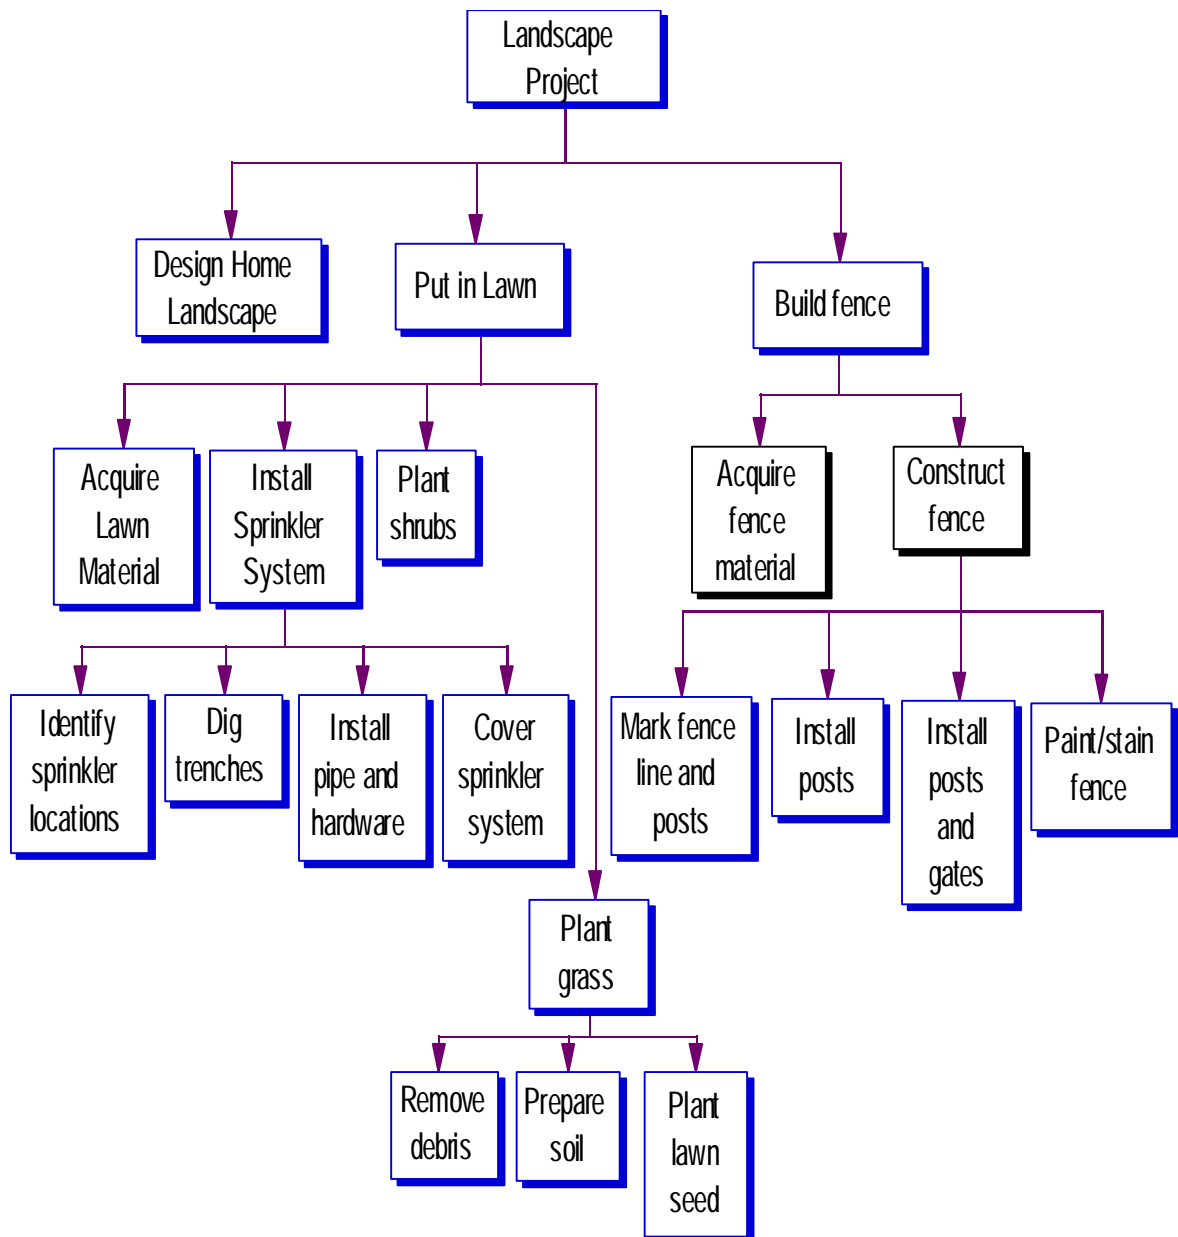 Landscape
Project
Design Home
Landscape
Put in Lawn
Build fence
Acquire
Lawn
Material
Install
Sprinkler
System
Plant
shrubs
Acquire
fence
material
Construct
fence
Identify
sprinkler
locations
Dig
trenches
Install
pipe and
hardware
Cover
sprinkler
system
Mark fence
line and
posts
Install
posts
Install
posts
and
gates
Paint/stain
fence
Plant
grass
Remove
debris
Prepare
soil
Plant
lawn
seed